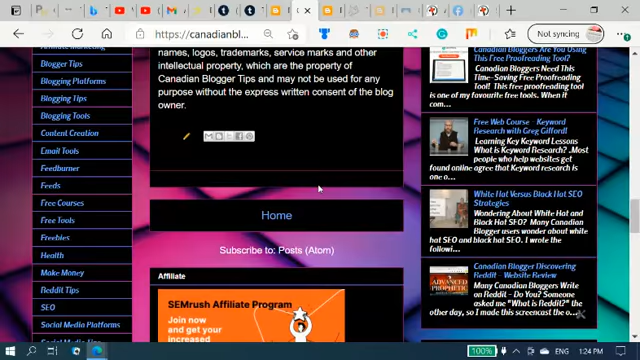 https://canadianbl
Not syncing
Affiliate Marketing
Blogger Tips
Blogging Platforms
Blogging Tips
Blogging Tools
Content Creation
Email Tools
Feedburner
Feeds
Free Courses
Free Tools
Freebies
Health
Make Money
Reddit Tips
SEO
Social Media Platforms
names, logos, trademarks, service marks and other
intellectual property, which are the property of
Canadian Blogger Tips and may not be used for any
purpose without the express written consent of the blog
owner.
Home
Subscribe to: Posts (Atom)
Affiliate
SEMrush Affiliate Program
Join now
and get your
increased
Canadian Bloggers Are You Using
This Free Proofreading Tool?
Canadian Bloggers Need This
Time-Saving Free Proofreading
Tool! This free proofreading tool
is one of my favourite free tools. When it
com...
Free Web Course - Keyword
Research with Greg Gifford!
Learning Key Keyword Lessons
What is Keyword Research? .Most
people who help websites get
found online agree that Keyword research is
one o...
White Hat Versus Black Hat SEO
Strategies
Wondering About White Hat
and Black Hat SEO? Many
Canadian Blogger users wonder about white
hat SEO and black hat SEO. I wrote the
followi...
Canadian Blogger Discovering
Reddit - Website Review
Many Canadian Bloggers Write
on Reddit - Do You? Someone
asked me "What is Reddit?" the
other day, so I made this screencast the o...
ADVANCED
PROPHETIC
100%
ENG
1:24 PM